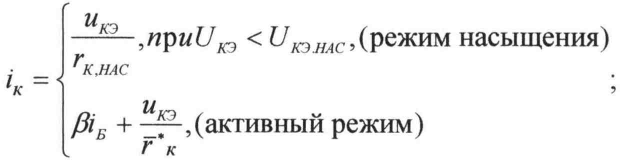 u_КЭ / r_К,НАС , при U_КЭ < U_КЭ.НАС , (режим насыщения)
i_К = { ;
βi_Б + u_КЭ / r̄*_К , (активный режим)